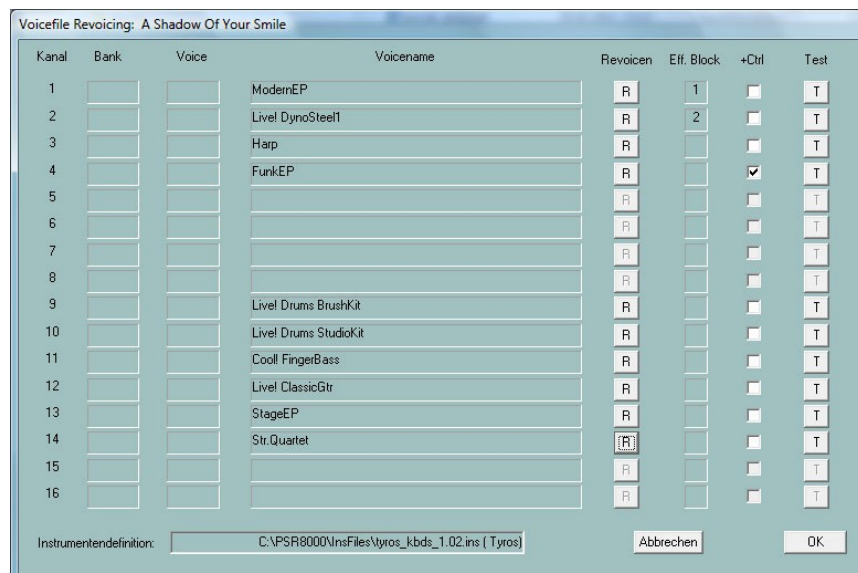 Voicefile Revoicing: A Shadow Of Your Smile
Kanal Bank Voice Voicename Revoicen Eff. Block +Ctrl Test
1 ModernEP R 1 T
2 Live! DynoSteel1 R 2 T
3 Harp R T
4 FunkEP R T
5 R T
6 R T
7 R T
8 R T
9 Live! Drums BrushKit R T
10 Live! Drums StudioKit R T
11 Cool! FingerBass R T
12 Live! ClassicGtr R T
13 StageEP R T
14 Str.Quartet R T
15 R T
16 R T
Instrumentendefinition: C:\PSR8000\InsFiles\tyros_kbds_1.02.ins ( Tyros) Abbrechen OK